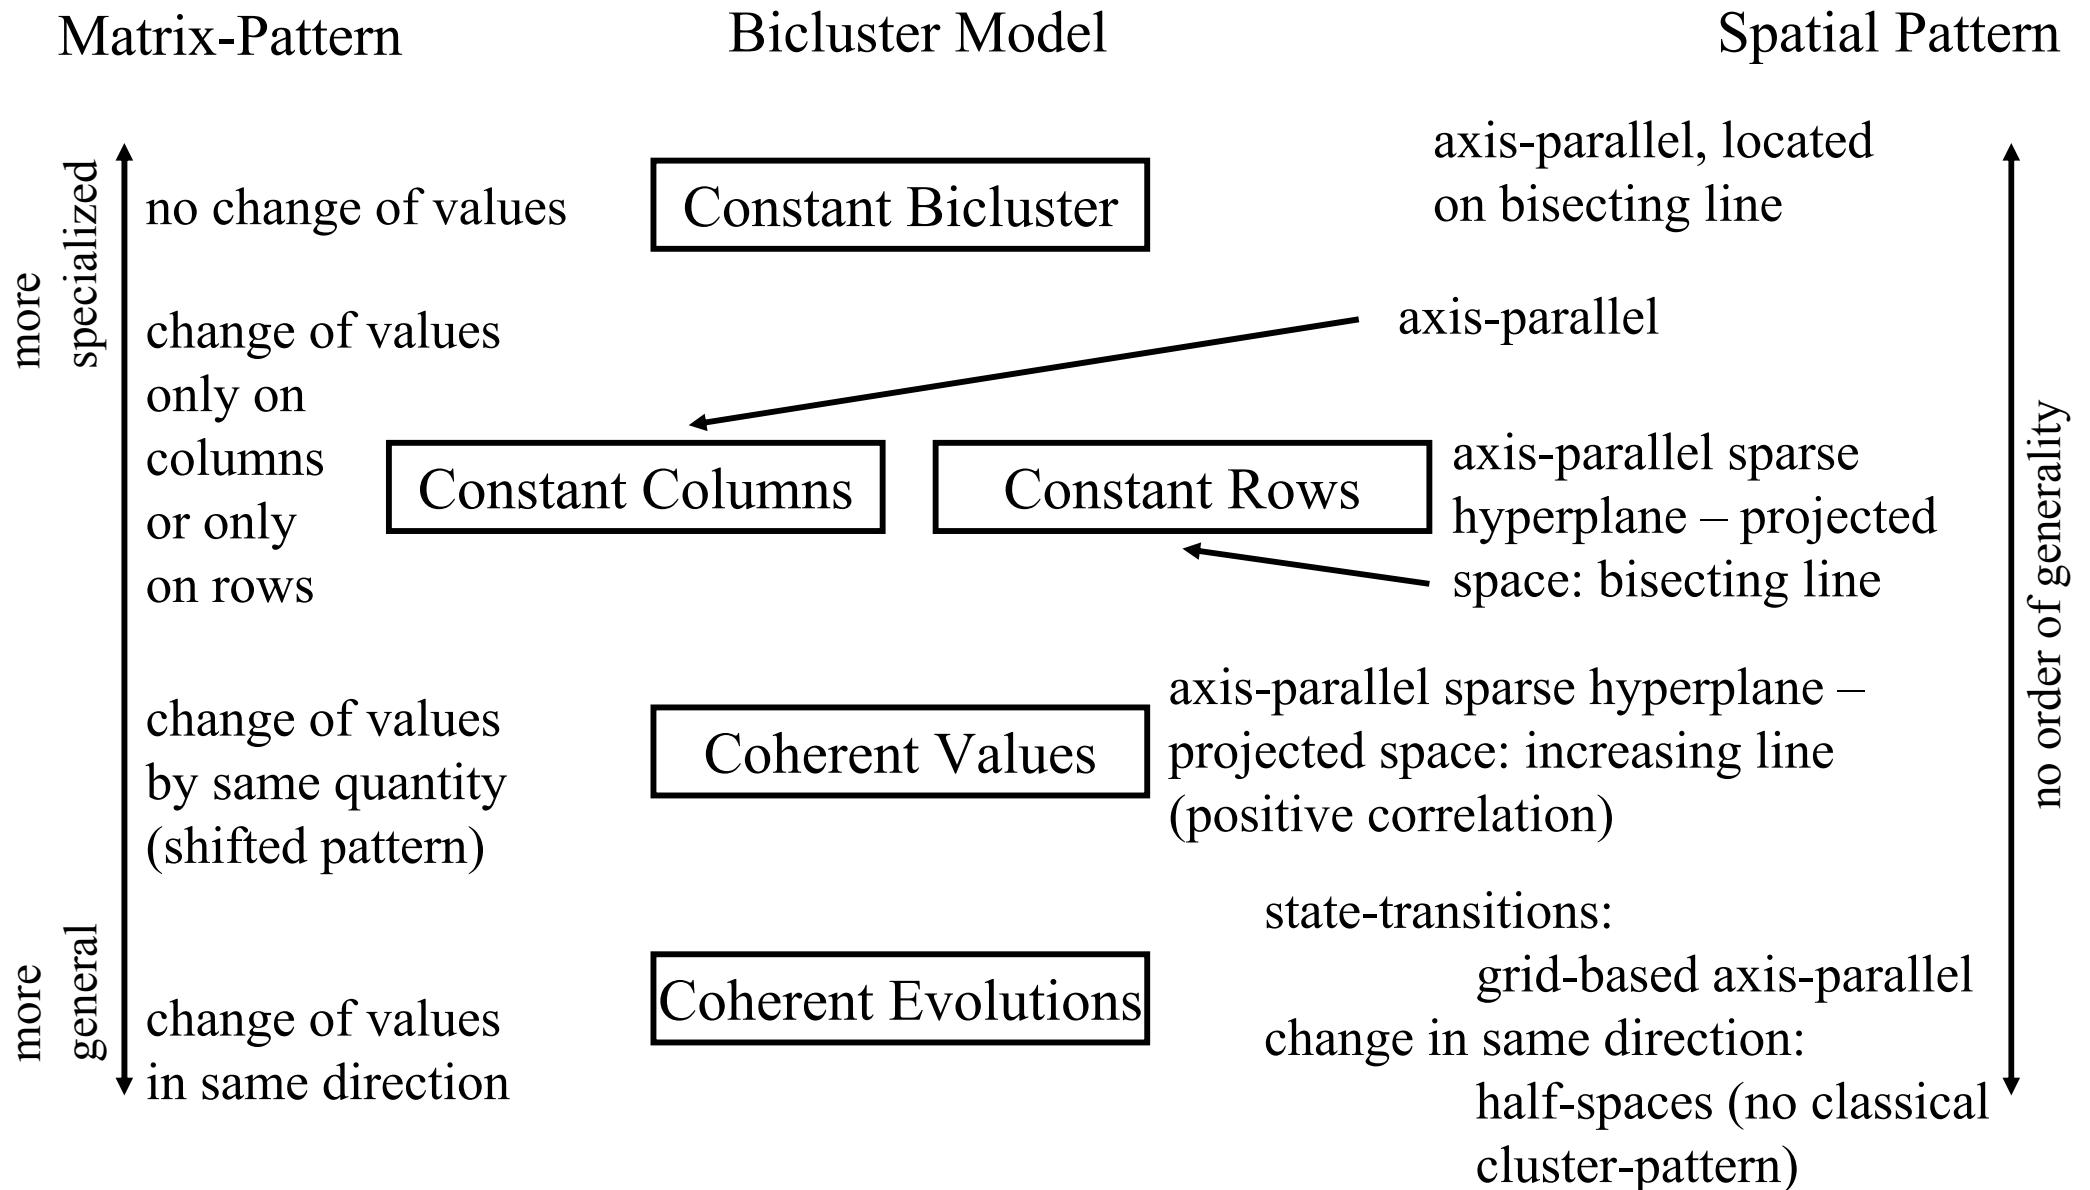 Matrix-Pattern
Bicluster Model
Spatial Pattern
more
specialized
no change of values
Constant Bicluster
axis-parallel, located
on bisecting line
change of values
only on
columns
or only
on rows
axis-parallel
Constant Columns
Constant Rows
axis-parallel sparse
hyperplane – projected
space: bisecting line
no order of generality
change of values
by same quantity
(shifted pattern)
Coherent Values
axis-parallel sparse hyperplane –
projected space: increasing line
(positive correlation)
more
general
change of values
in same direction
Coherent Evolutions
state-transitions:
grid-based axis-parallel
change in same direction:
half-spaces (no classical
cluster-pattern)